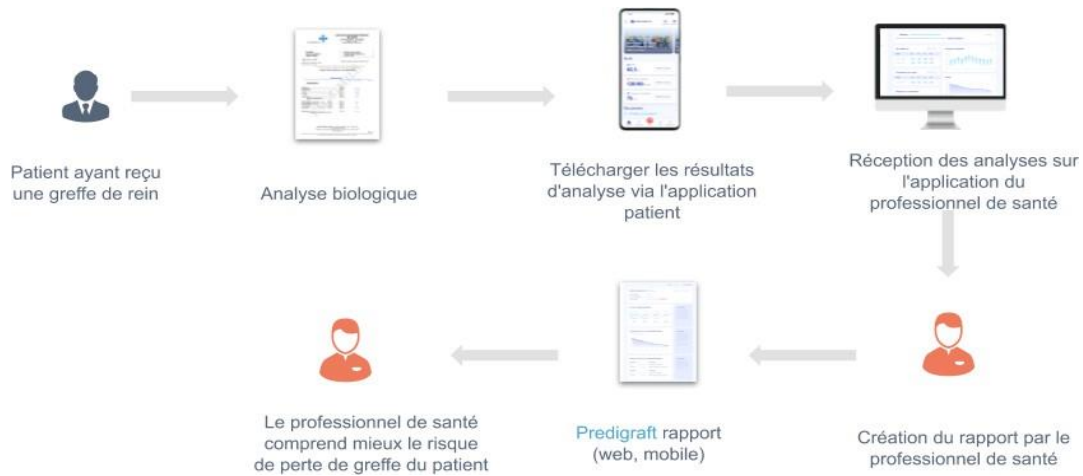 Patient ayant reçu
une greffe de rein
Analyse biologique
Télécharger les résultats
d'analyse via l'application
patient
Réception des analyses sur
l'application du
professionnel de santé
Création du rapport par le
professionnel de santé
Predigraft rapport
(web, mobile)
Le professionnel de santé
comprend mieux le risque
de perte de greffe du patient